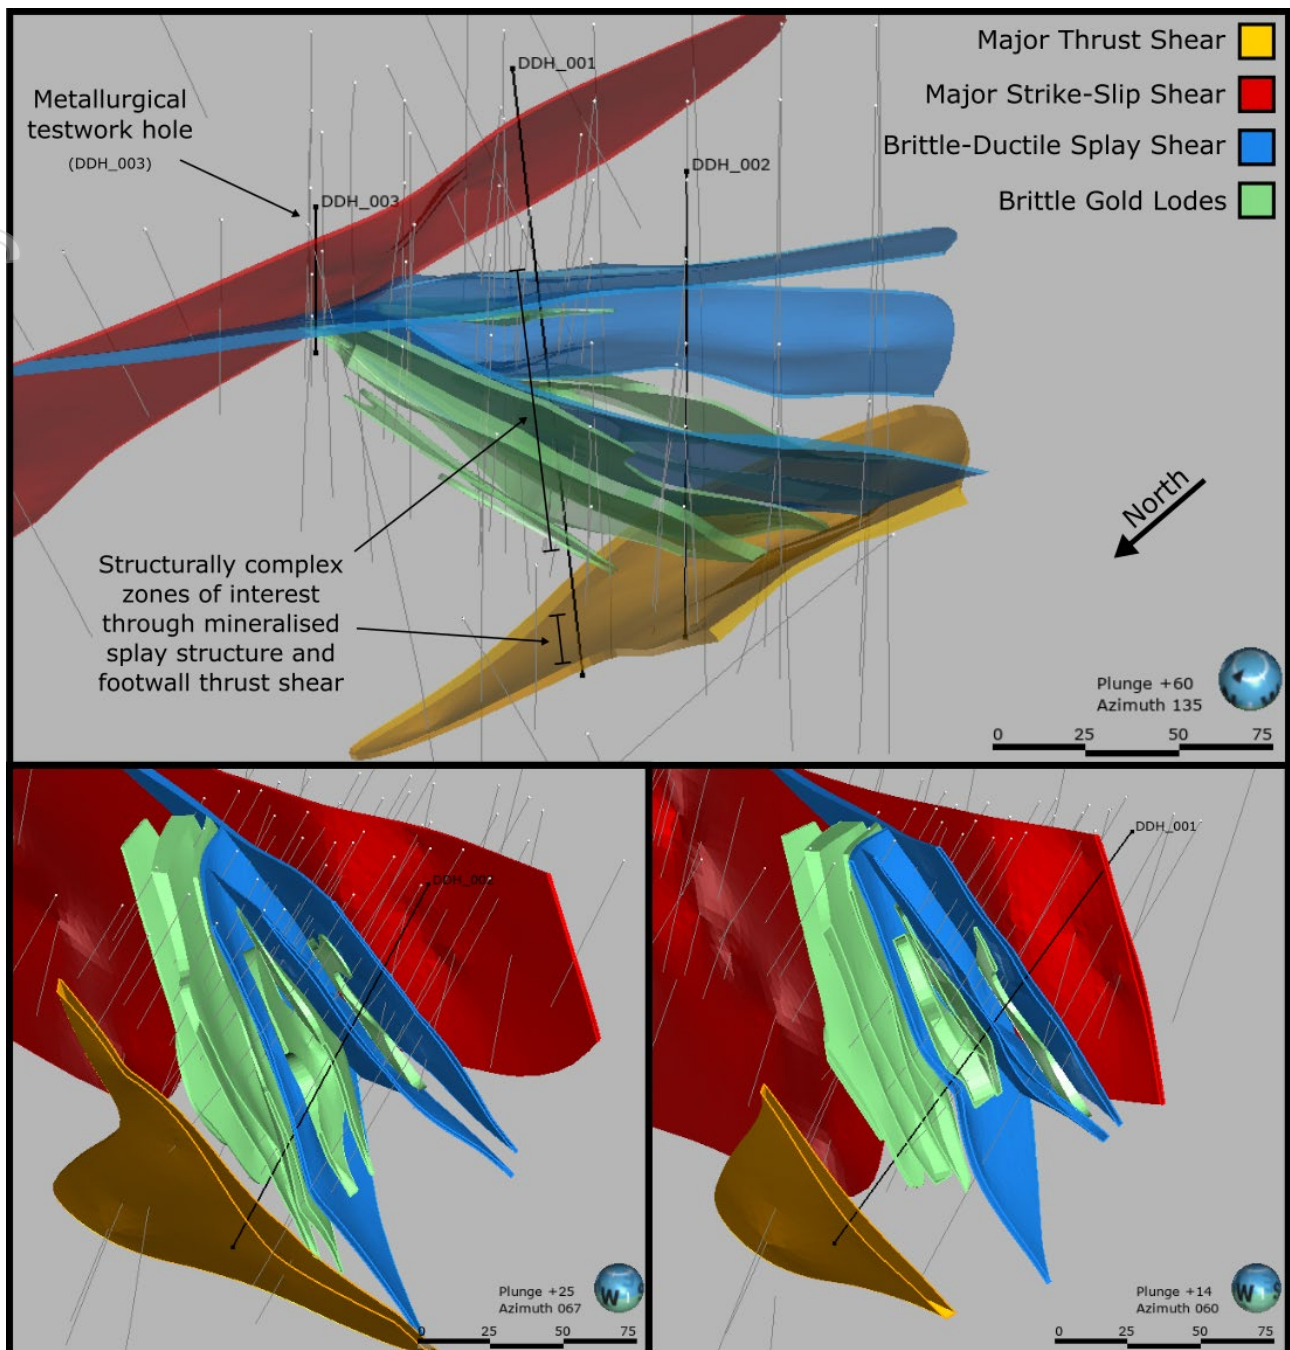 Major Thrust Shear
Major Strike-Slip Shear
Brittle-Ductile Splay Shear
Brittle Gold Lodes
Metallurgical
testwork hole
(DDH_003)
DDH_001
DDH_002
DDH_003
Structurally complex
zones of interest
through mineralised
splay structure and
footwall thrust shear
North
Plunge +60
Azimuth 135
0 25 50 75
DDH_002
Plunge +25
Azimuth 067
0 25 50 75
W
DDH_001
Plunge +14
Azimuth 060
0 25 50 75
W